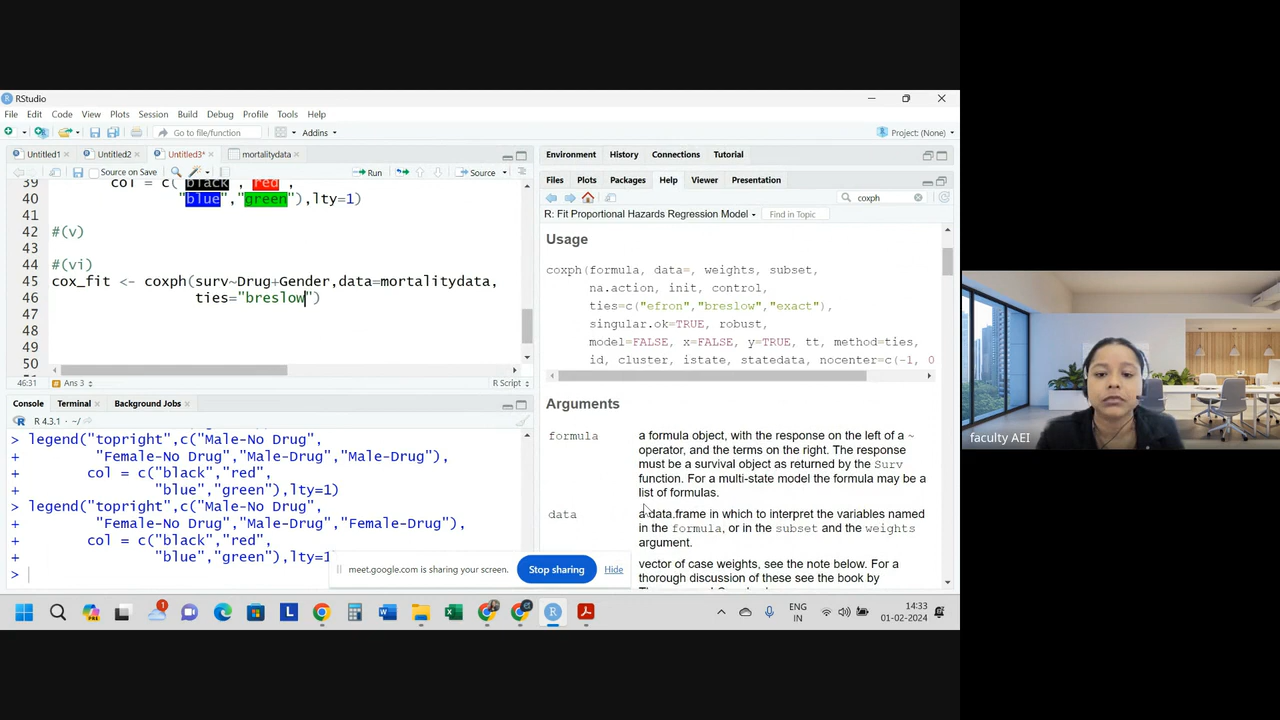 RStudio
File Edit Code View Plots Session Build Debug Profile Tools Help
Go to file/function Addins Project: (None)
Untitled1 Untitled2 Untitled3* mortalitydata
Source on Save Run Source
39 col = c("black","red",
40 "blue","green"),lty=1)
41
42 #(v)
43
44 #(vi)
45 cox_fit <- coxph(surv~Drug+Gender,data=mortalitydata,
46 ties="breslow")
47
48
49
50
46:31 Ans 3 R Script
Console Terminal Background Jobs
R 4.3.1 · ~/
> legend("topright",c("Male-No Drug",
+ "Female-No Drug","Male-Drug","Male-Drug"),
+ col = c("black","red",
+ "blue","green"),lty=1)
> legend("topright",c("Male-No Drug",
+ "Female-No Drug","Male-Drug","Female-Drug"),
+ col = c("black","red",
+ "blue","green"),lty=1
>
Environment History Connections Tutorial
Files Plots Packages Help Viewer Presentation
coxph
R: Fit Proportional Hazards Regression Model Find in Topic
Usage
coxph(formula, data=, weights, subset,
na.action, init, control,
ties=c("efron","breslow","exact"),
singular.ok=TRUE, robust,
model=FALSE, x=FALSE, y=TRUE, tt, method=ties,
id, cluster, istate, statedata, nocenter=c(-1, 0
Arguments
formula a formula object, with the response on the left of a ~
operator, and the terms on the right. The response
must be a survival object as returned by the Surv
function. For a multi-state model the formula may be a
list of formulas.
data a data.frame in which to interpret the variables named
in the formula, or in the subset and the weights
argument.
vector of case weights, see the note below. For a
thorough discussion of these see the book by
meet.google.com is sharing your screen. Stop sharing Hide
ENG
IN
14:33
01-02-2024
faculty AEI